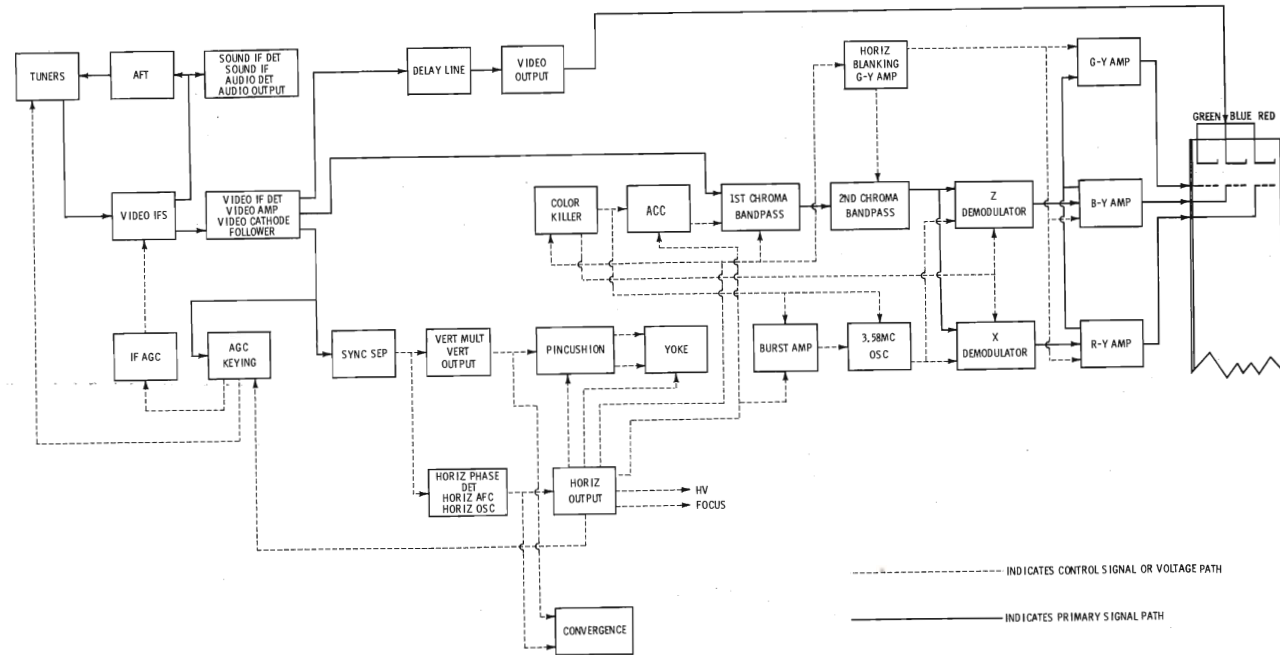 TUNERS
AFT
SOUND IF DET
SOUND IF
AUDIO DET
AUDIO OUTPUT
DELAY LINE
VIDEO
OUTPUT
HORIZ
BLANKING
G-Y AMP
G-Y AMP
GREEN BLUE RED
VIDEO IFS
VIDEO IF DET
VIDEO AMP
VIDEO CATHODE
FOLLOWER
COLOR
KILLER
ACC
1ST CHROMA
BANDPASS
2ND CHROMA
BANDPASS
Z
DEMODULATOR
B-Y AMP
IF AGC
AGC
KEYING
SYNC SEP
VERT MULT
VERT
OUTPUT
PINCUSHION
YOKE
BURST AMP
3.58MC
OSC
X
DEMODULATOR
R-Y AMP
HORIZ PHASE
DET
HORIZ AFC
HORIZ OSC
HORIZ
OUTPUT
HV
FOCUS
CONVERGENCE
INDICATES CONTROL SIGNAL OR VOLTAGE PATH
INDICATES PRIMARY SIGNAL PATH